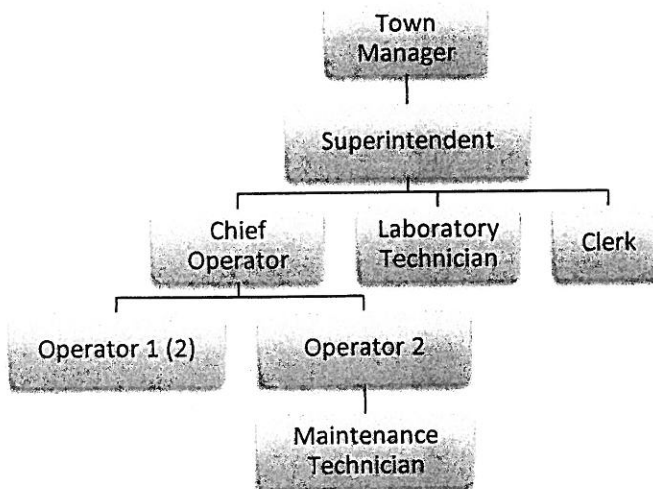 Town
Manager
Superintendent
Chief
Operator
Laboratory
Technician
Clerk
Operator 1 (2)
Operator 2
Maintenance
Technician